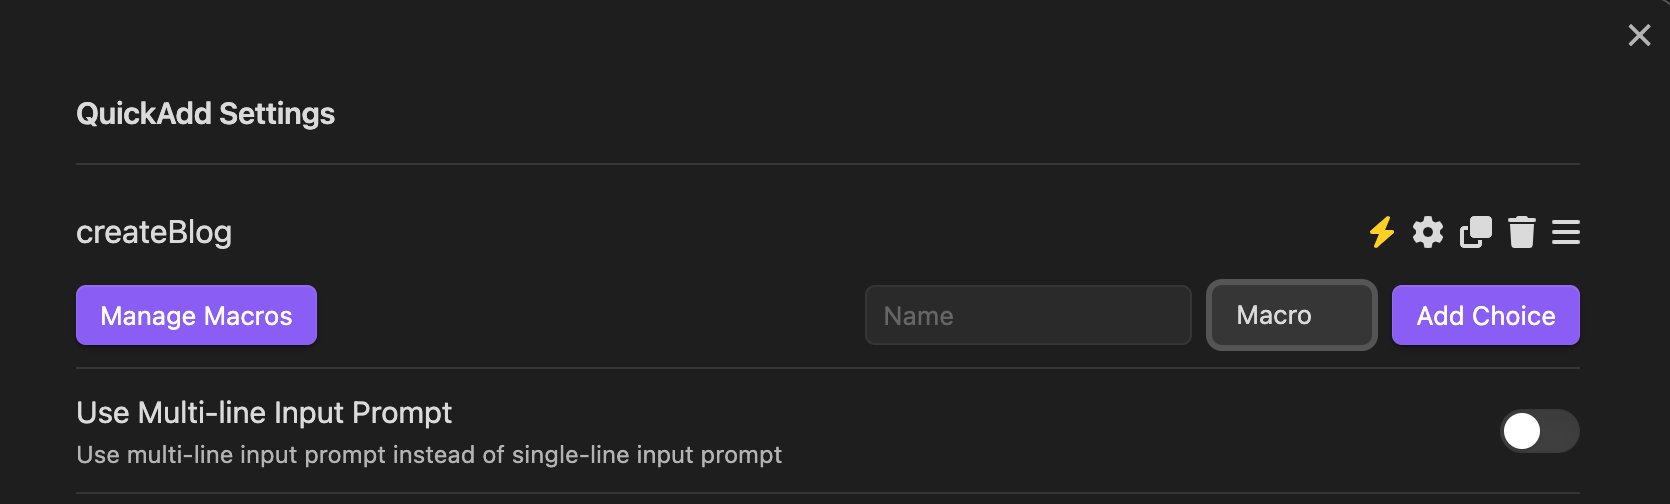 QuickAdd Settings
createBlog
Manage Macros
Name
Macro
Add Choice
Use Multi-line Input Prompt
Use multi-line input prompt instead of single-line input prompt